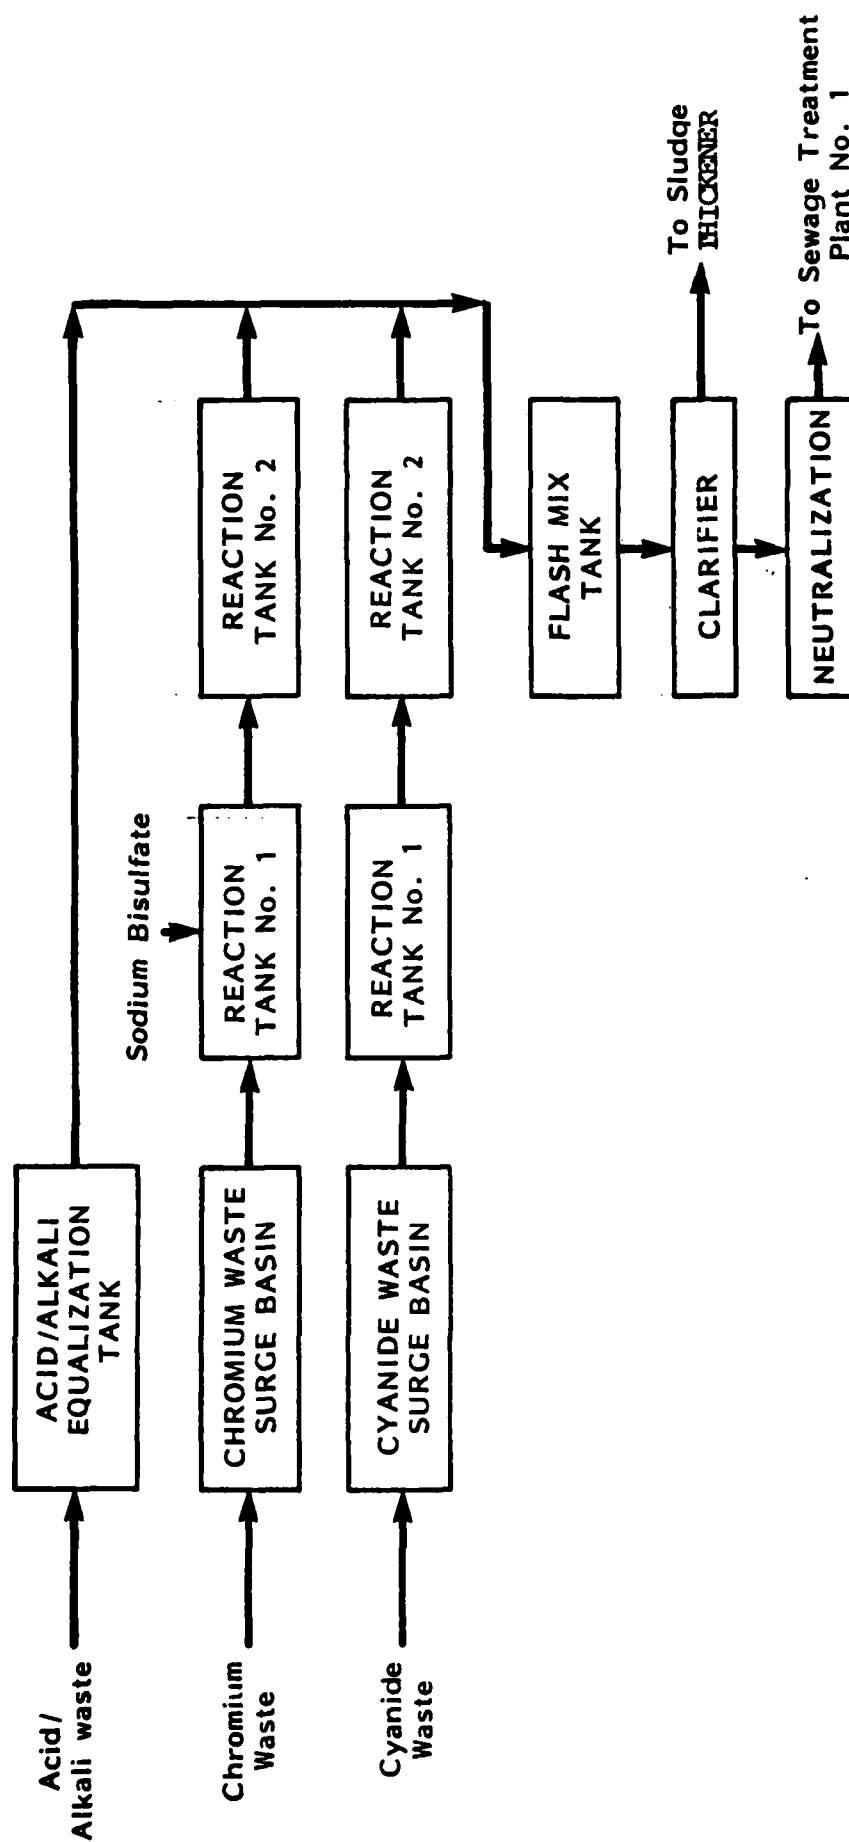 Acid/
Alkali waste
ACID/ALKALI
EQUALIZATION
TANK
Sodium Bisulfate
Chromium
Waste
CHROMIUM WASTE
SURGE BASIN
REACTION
TANK No. 1
REACTION
TANK No. 2
Cyanide
Waste
CYANIDE WASTE
SURGE BASIN
REACTION
TANK No. 1
REACTION
TANK No. 2
FLASH MIX
TANK
CLARIFIER
To Sludge
THICKENER
NEUTRALIZATION
To Sewage Treatment
Plant No. 1